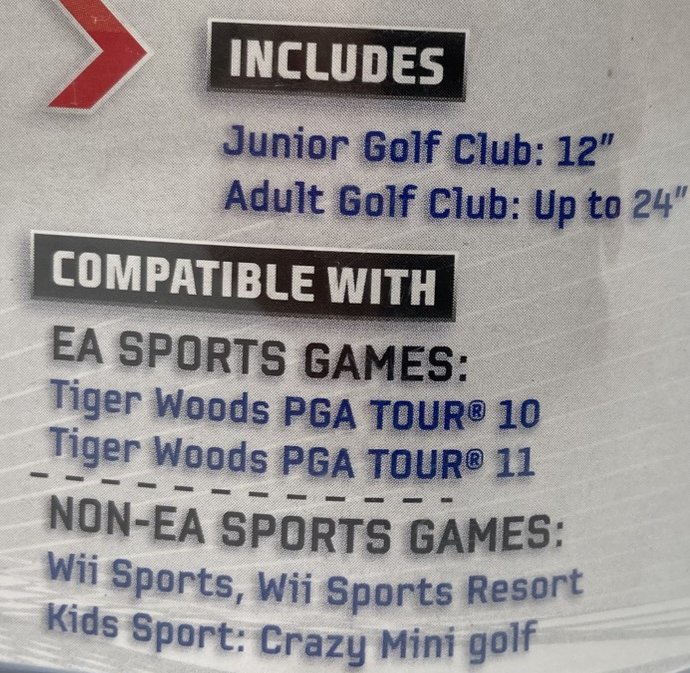 INCLUDES
Junior Golf Club: 12"
Adult Golf Club: Up to 24"
COMPATIBLE WITH
EA SPORTS GAMES:
Tiger Woods PGA TOUR® 10
Tiger Woods PGA TOUR® 11
NON-EA SPORTS GAMES:
Wii Sports, Wii Sports Resort
Kids Sport: Crazy Mini golf